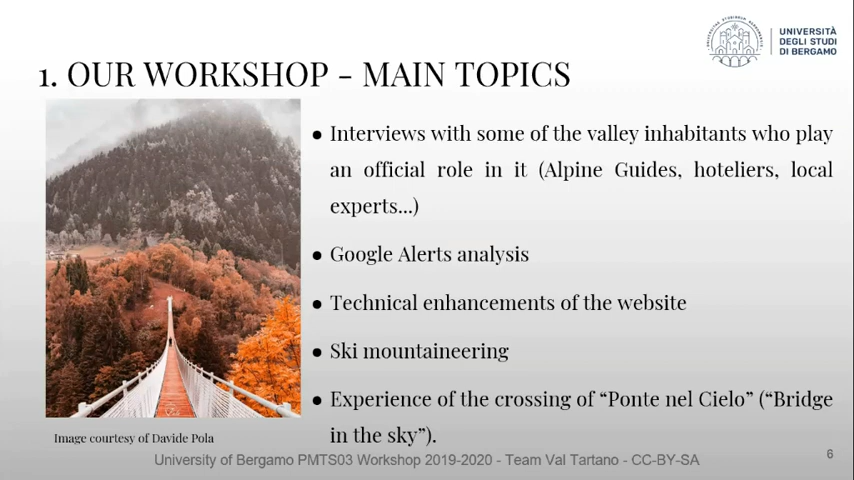 UNIVERSITÀ
DEGLI STUDI
DI BERGAMO
1. OUR WORKSHOP - MAIN TOPICS
● Interviews with some of the valley inhabitants who play
an official role in it (Alpine Guides, hoteliers, local
experts...)
● Google Alerts analysis
● Technical enhancements of the website
● Ski mountaineering
● Experience of the crossing of “Ponte nel Cielo” (“Bridge
in the sky”).
Image courtesy of Davide Pola
University of Bergamo PMTS03 Workshop 2019-2020 - Team Val Tartano - CC-BY-SA
6